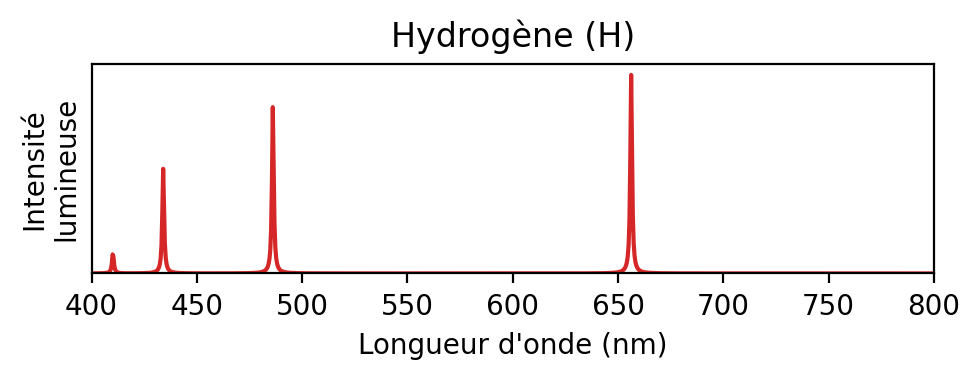 Hydrogène (H)
Intensité
lumineuse
400 450 500 550 600 650 700 750 800
Longueur d'onde (nm)